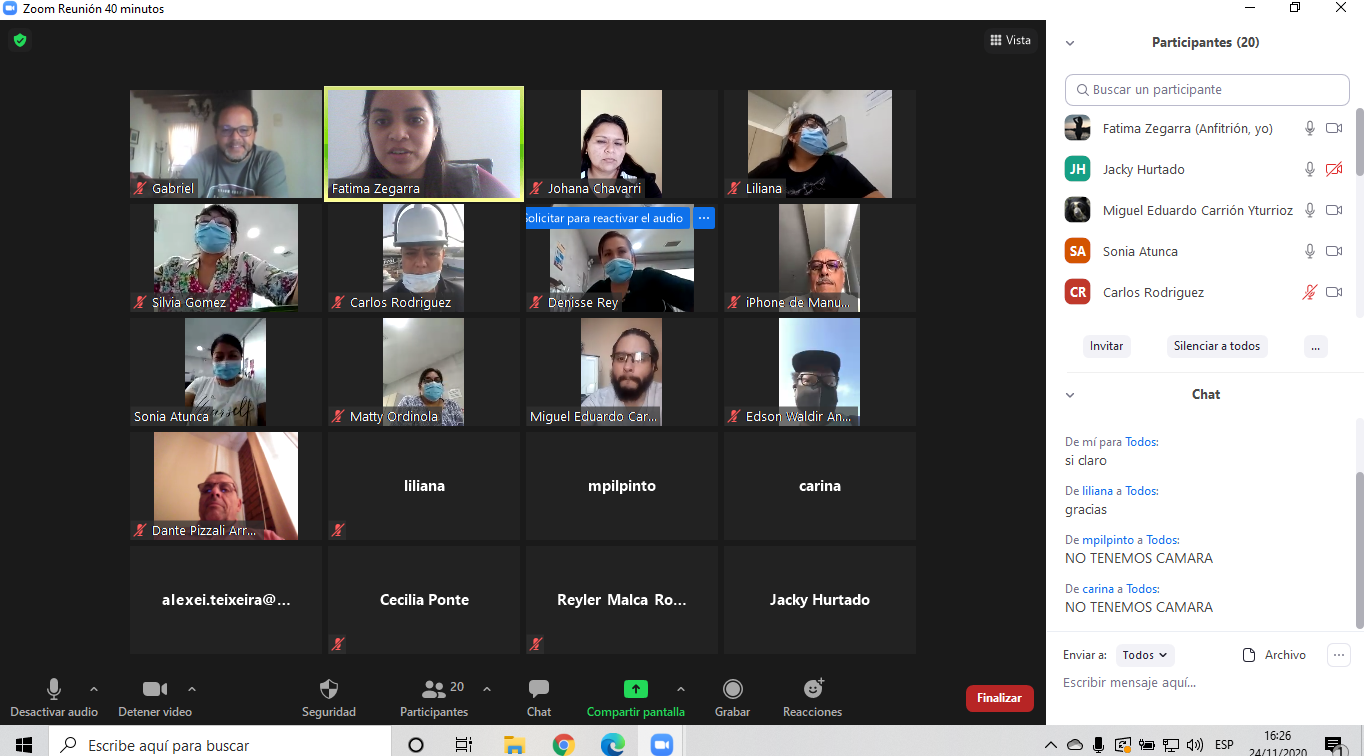 Zoom Reunión 40 minutos
Vista
Gabriel
Fatima Zegarra
Johana Chavarri
Liliana
Solicitar para reactivar el audio ...
Silvia Gomez
Carlos Rodriguez
Denisse Rey
iPhone de Manu...
Sonia Atunca
Matty Ordinola
Miguel Eduardo Car...
Edson Waldir An...
Dante Pizzali Arr...
liliana
mpilpinto
carina
alexei.teixeira@...
Cecilia Ponte
Reyler Malca Ro...
Jacky Hurtado
Desactivar audio
Detener video
Seguridad
20
Participantes
Chat
Compartir pantalla
Grabar
Reacciones
Finalizar
Participantes (20)
Buscar un participante
Fatima Zegarra (Anfitrión, yo)
JH Jacky Hurtado
Miguel Eduardo Carrión Yturrioz
SA Sonia Atunca
CR Carlos Rodriguez
Invitar
Silenciar a todos
...
Chat
De mí para Todos:
si claro
De liliana a Todos:
gracias
De mpilpinto a Todos:
NO TENEMOS CAMARA
De carina a Todos:
NO TENEMOS CAMARA
Enviar a: Todos
Archivo
...
Escribir mensaje aquí...
Escribe aquí para buscar
ESP
16:26
24/11/2020
1